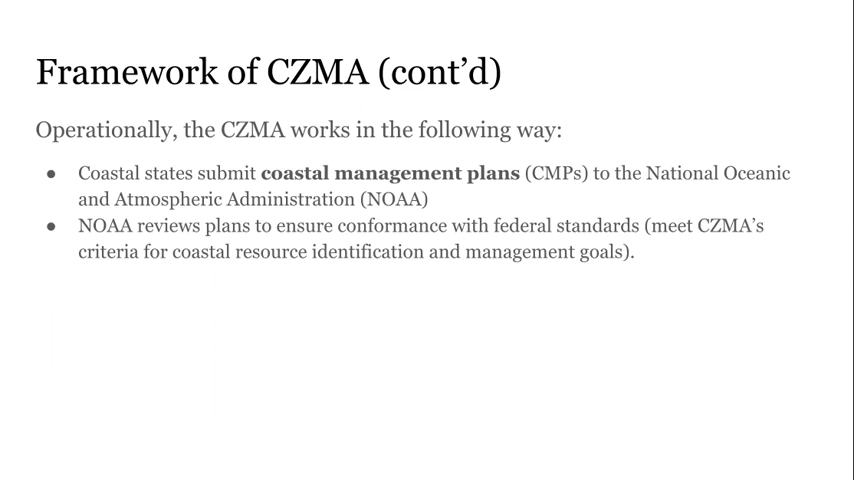 Framework of CZMA (cont’d)
Operationally, the CZMA works in the following way:
● Coastal states submit coastal management plans (CMPs) to the National Oceanic
and Atmospheric Administration (NOAA)
● NOAA reviews plans to ensure conformance with federal standards (meet CZMA’s
criteria for coastal resource identification and management goals).